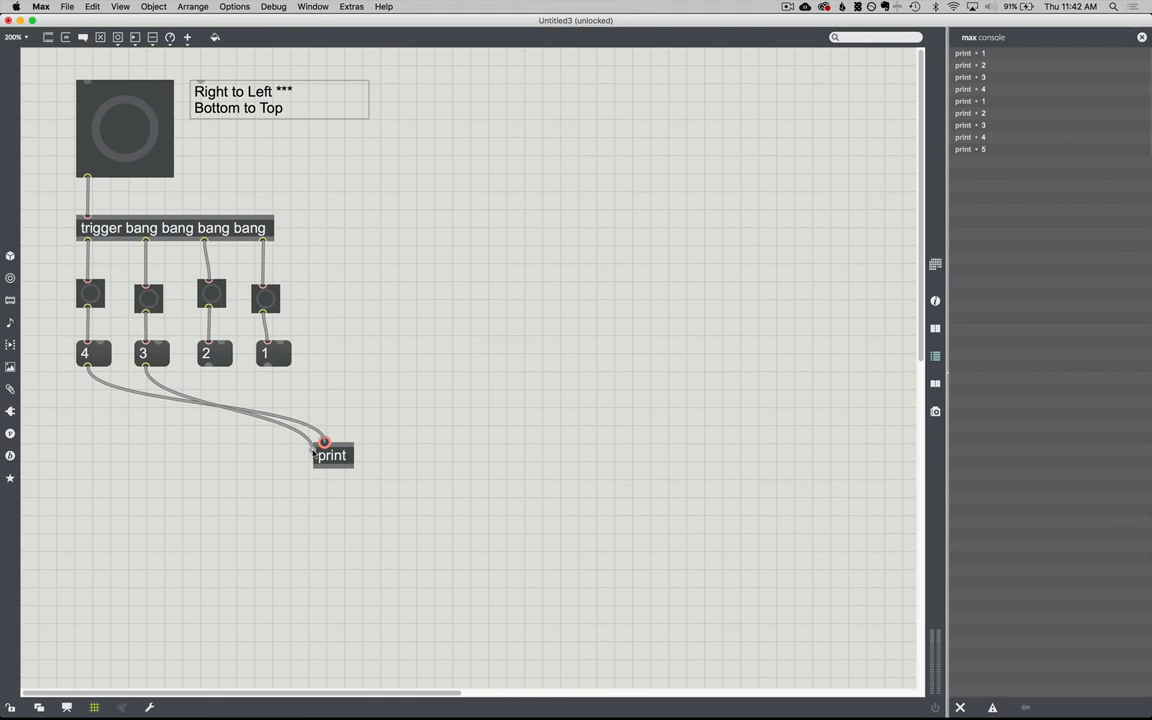 Max File Edit View Object Arrange Options Debug Window Extras Help
91% Thu 11:42 AM
Untitled3 (unlocked)
200%
max console
Right to Left ***
Bottom to Top
trigger bang bang bang bang
4 3 2 1
print
print • 1
print • 2
print • 3
print • 4
print • 1
print • 2
print • 3
print • 4
print • 5